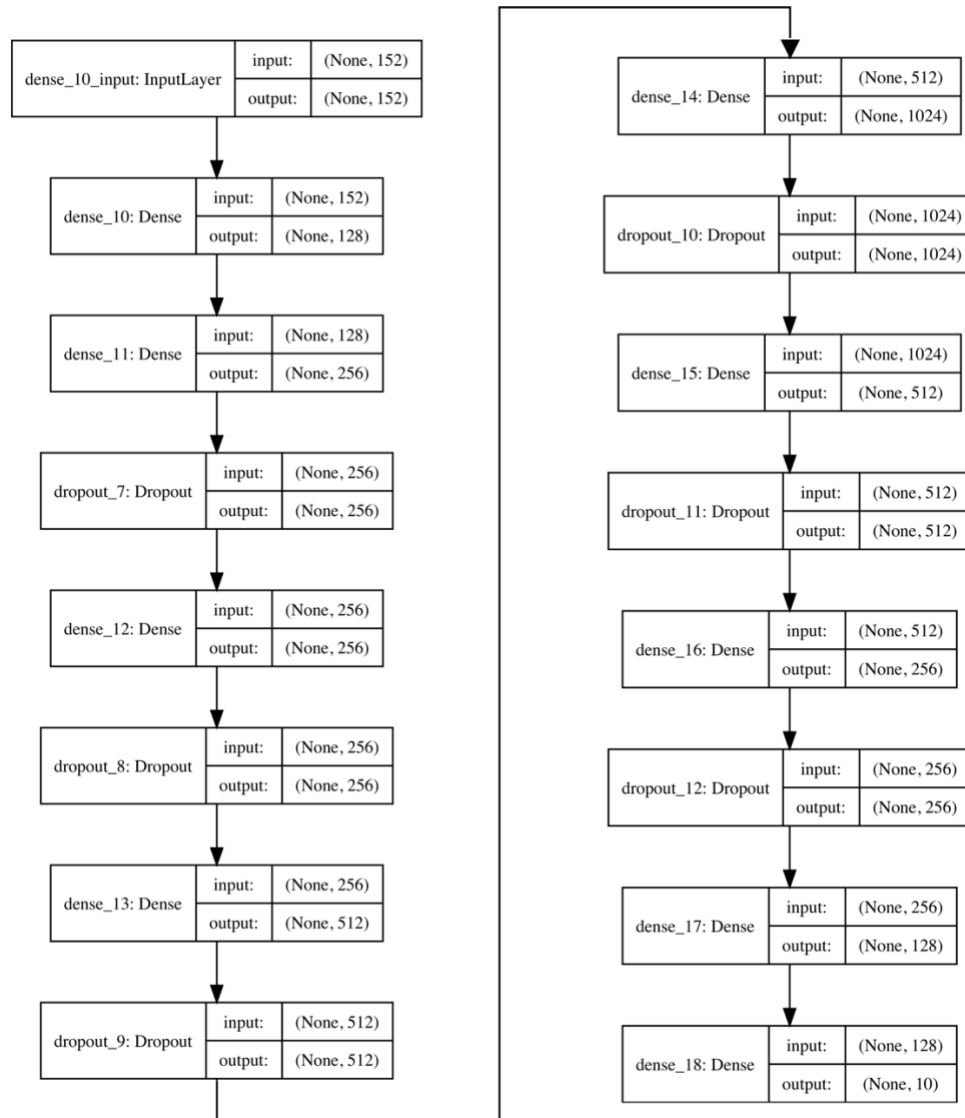 dense_10_input: InputLayer
input: (None, 152)
output: (None, 152)
dense_10: Dense
input: (None, 152)
output: (None, 128)
dense_11: Dense
input: (None, 128)
output: (None, 256)
dropout_7: Dropout
input: (None, 256)
output: (None, 256)
dense_12: Dense
input: (None, 256)
output: (None, 256)
dropout_8: Dropout
input: (None, 256)
output: (None, 256)
dense_13: Dense
input: (None, 256)
output: (None, 512)
dropout_9: Dropout
input: (None, 512)
output: (None, 512)
dense_14: Dense
input: (None, 512)
output: (None, 1024)
dropout_10: Dropout
input: (None, 1024)
output: (None, 1024)
dense_15: Dense
input: (None, 1024)
output: (None, 512)
dropout_11: Dropout
input: (None, 512)
output: (None, 512)
dense_16: Dense
input: (None, 512)
output: (None, 256)
dropout_12: Dropout
input: (None, 256)
output: (None, 256)
dense_17: Dense
input: (None, 256)
output: (None, 128)
dense_18: Dense
input: (None, 128)
output: (None, 10)